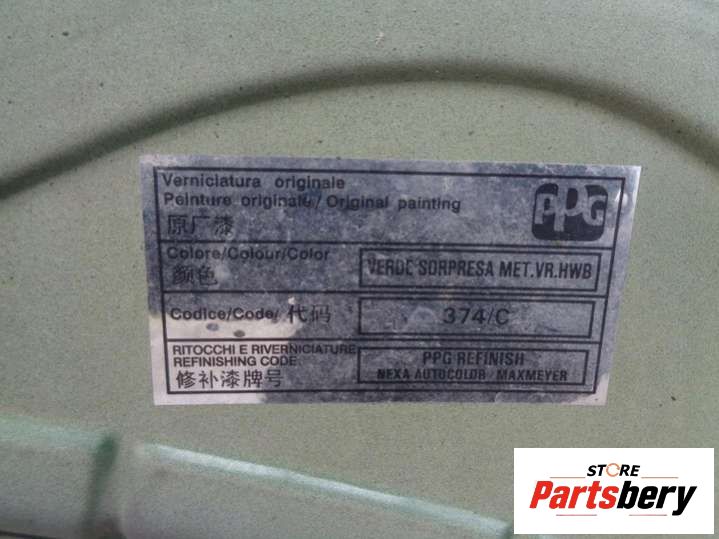 Verniciatura originale
Peinture originale/Original painting
原厂漆
PPG
Colore/Colour/Color
颜色
VERDE SORPRESA MET.VR.HWB
Codice/Code/ 代码
374/C
RITOCCHI E RIVERNICIATURE
REFINISHING CODE
修补漆牌号
PPG REFINISH
NEXA AUTOCOLOR / MAXMEYER
STORE
Partsbery